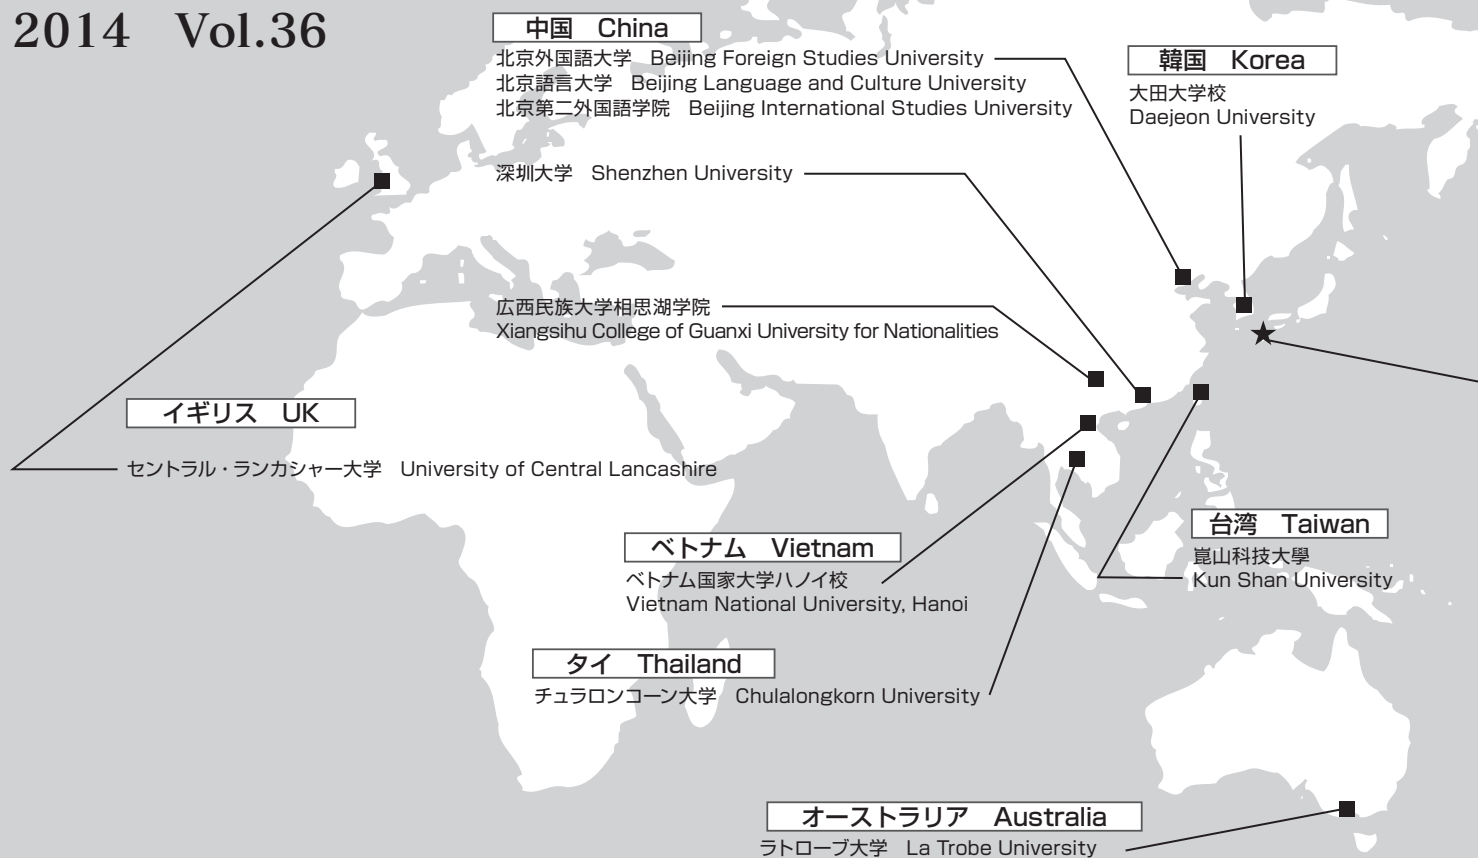 2014 Vol.36
中国 China
北京外国語大学 Beijing Foreign Studies University
北京語言大学 Beijing Language and Culture University
北京第二外国語学院 Beijing International Studies University
深圳大学 Shenzhen University
広西民族大学相思湖学院
Xiangsihu College of Guanxi University for Nationalities
韓国 Korea
大田大学校
Daejeon University
イギリス UK
セントラル・ランカシャー大学 University of Central Lancashire
ベトナム Vietnam
ベトナム国家大学ハノイ校
Vietnam National University, Hanoi
台湾 Taiwan
崑山科技大學
Kun Shan University
タイ Thailand
チュラロンコーン大学 Chulalongkorn University
オーストラリア Australia
ラトローブ大学 La Trobe University